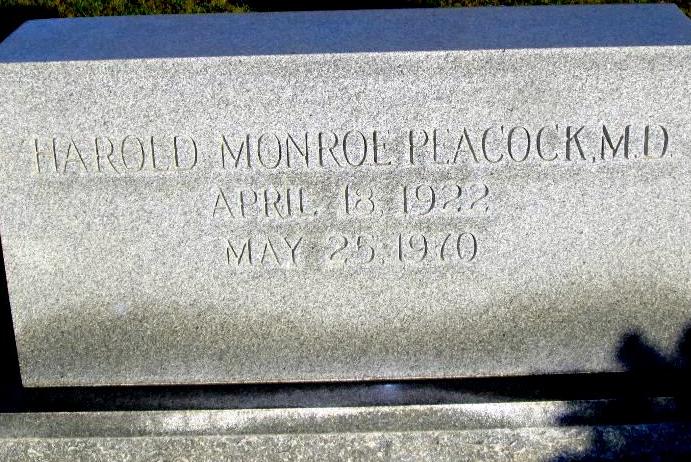 HAROLD MONROE PEACOCK, M.D.
APRIL 18, 1922
MAY 25, 1970